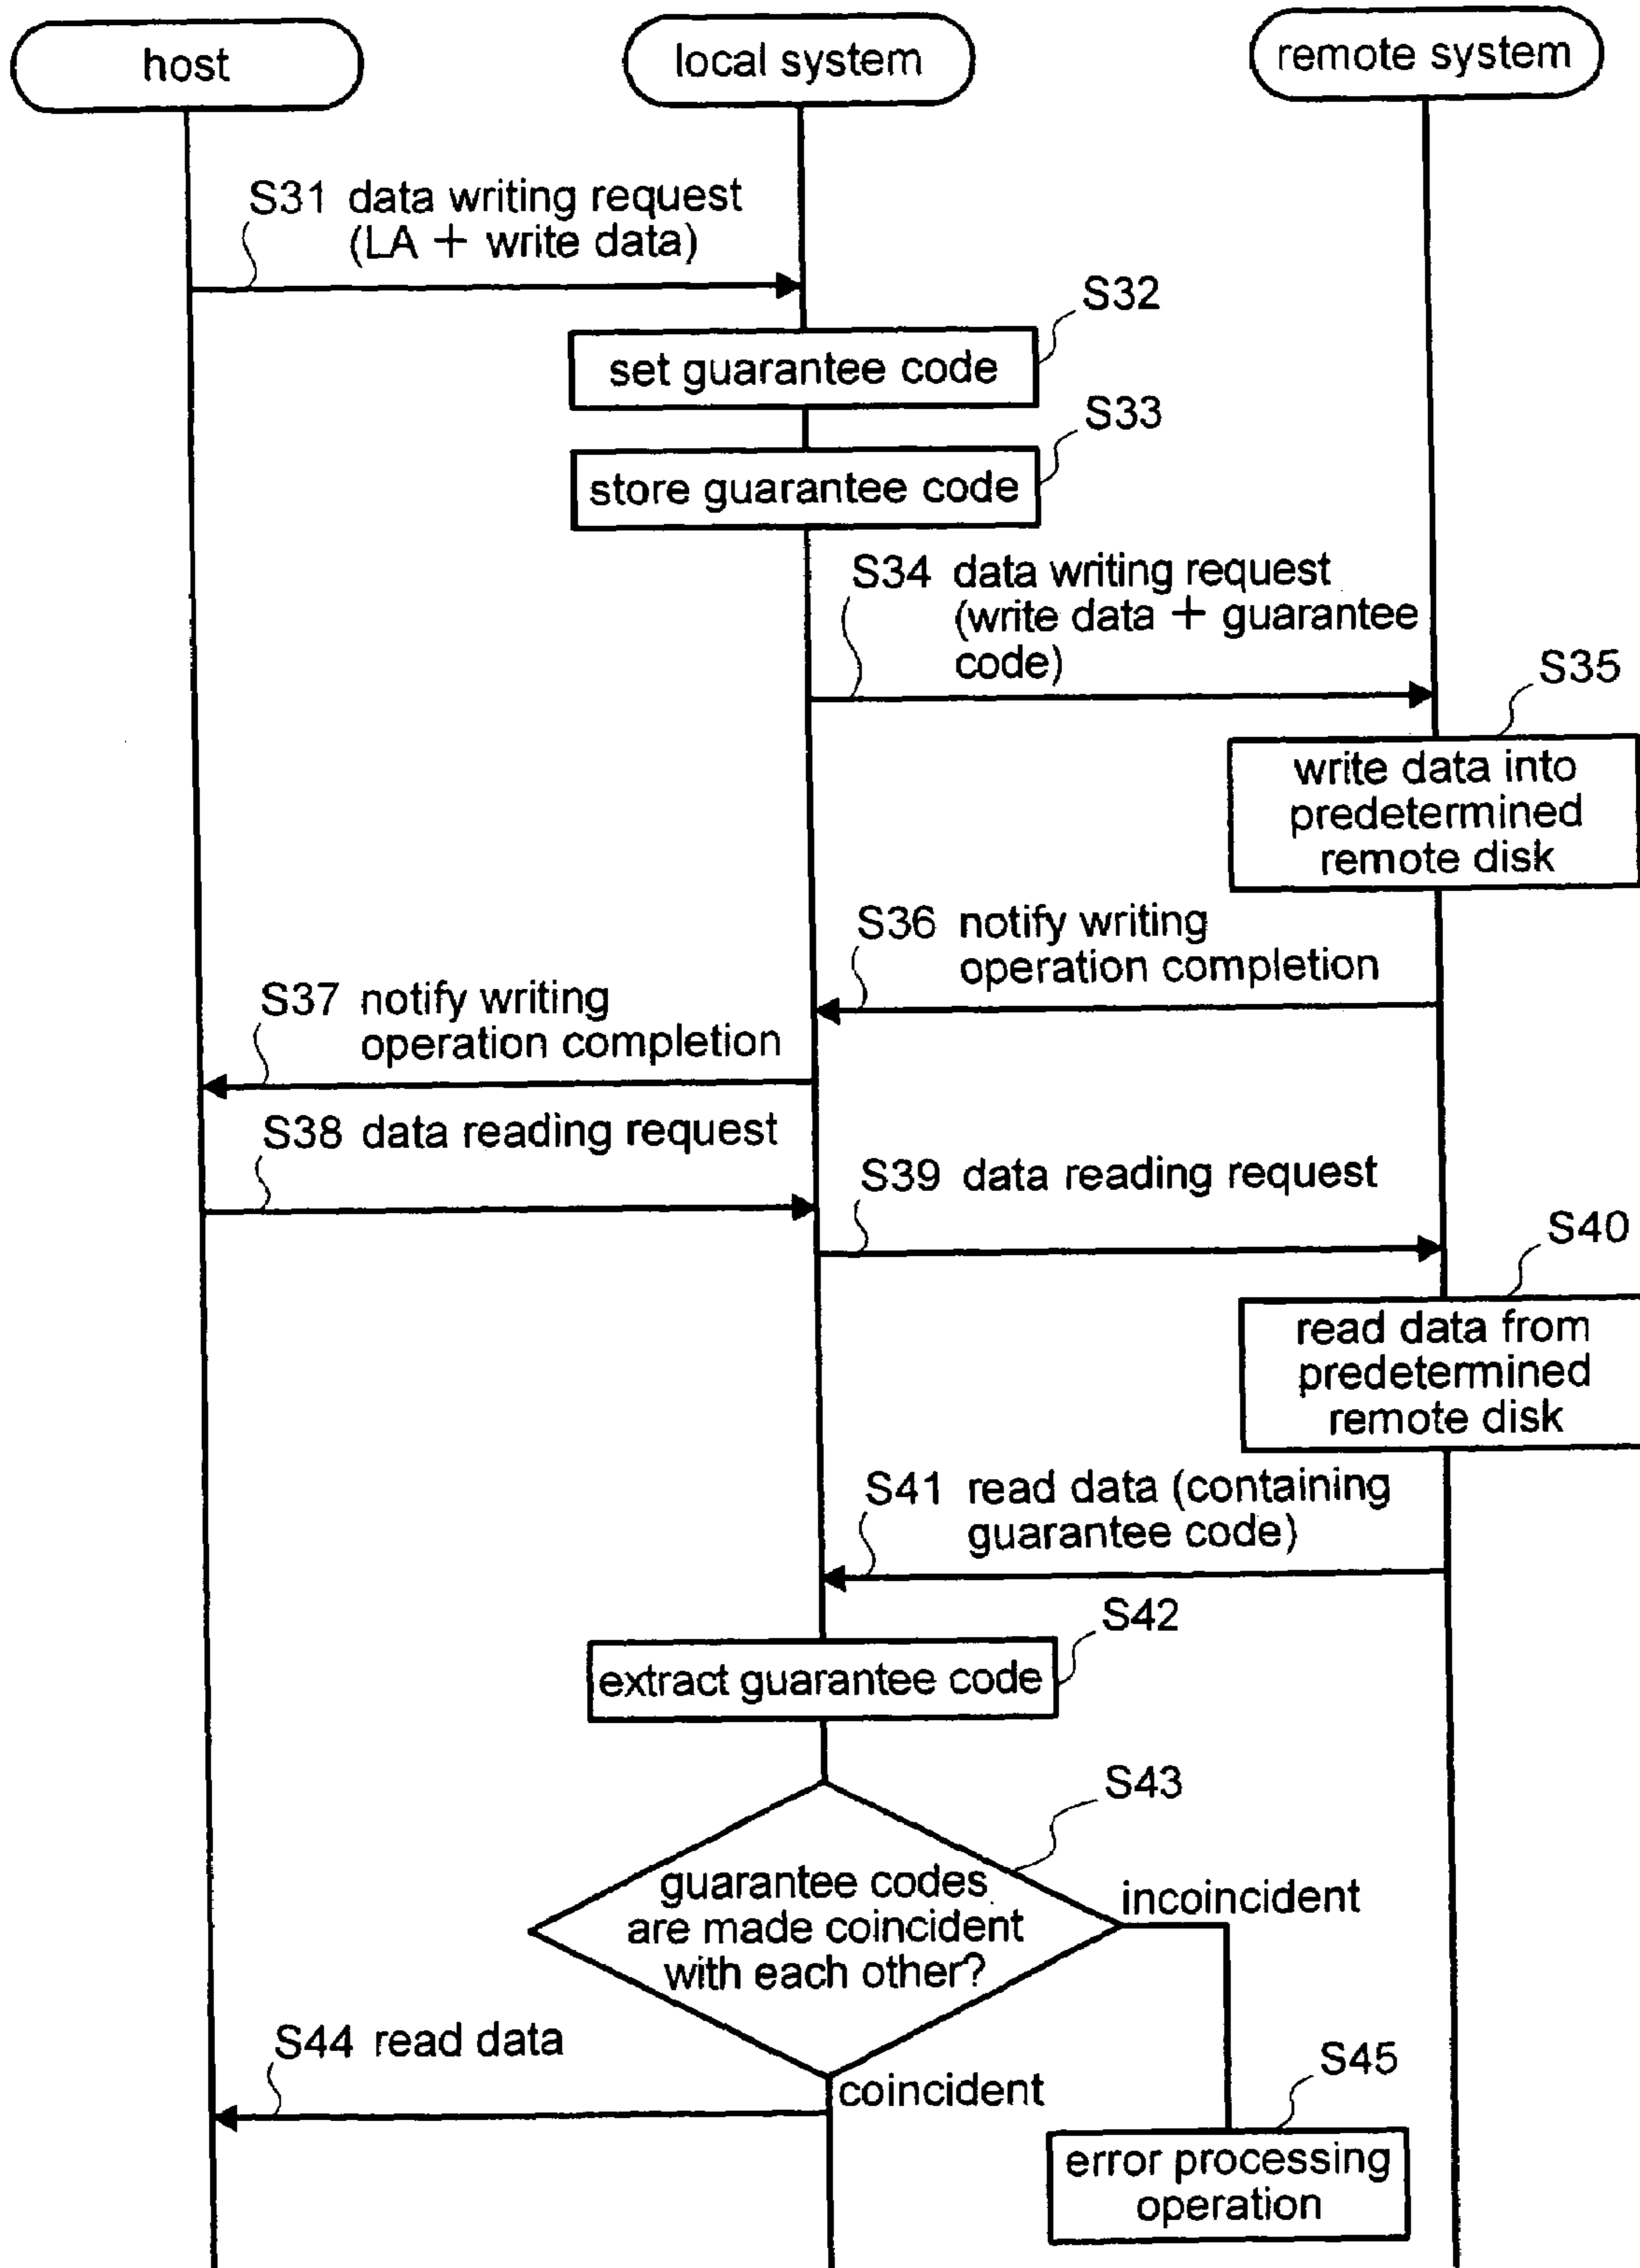 host
local system
remote system
S31 data writing request
(LA + write data)
S32
set guarantee code
S33
store guarantee code
S34 data writing request
(write data + guarantee
code)
S35
write data into
predetermined
remote disk
S36 notify writing
operation completion
S37 notify writing
operation completion
S38 data reading request
S39 data reading request
S40
read data from
predetermined
remote disk
S41 read data (containing
guarantee code)
S42
extract guarantee code
S43
guarantee codes
are made coincident
with each other?
incoincident
S44 read data
coincident
S45
error processing
operation